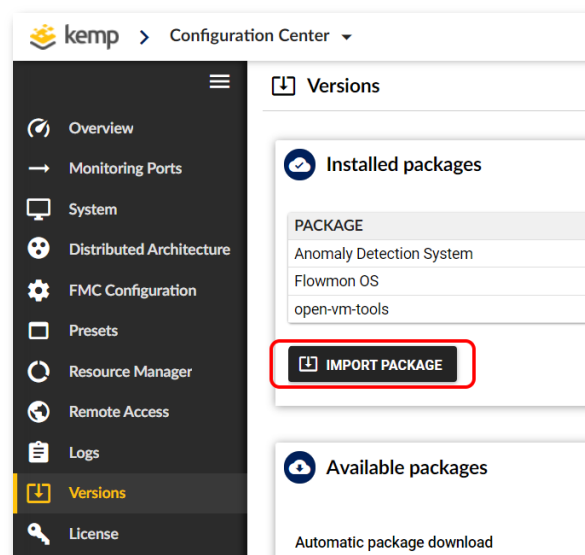 kemp > Configuration Center
Versions
Overview
Monitoring Ports
System
Distributed Architecture
FMC Configuration
Presets
Resource Manager
Remote Access
Logs
Versions
License
Installed packages
PACKAGE
Anomaly Detection System
Flowmon OS
open-vm-tools
IMPORT PACKAGE
Available packages
Automatic package download